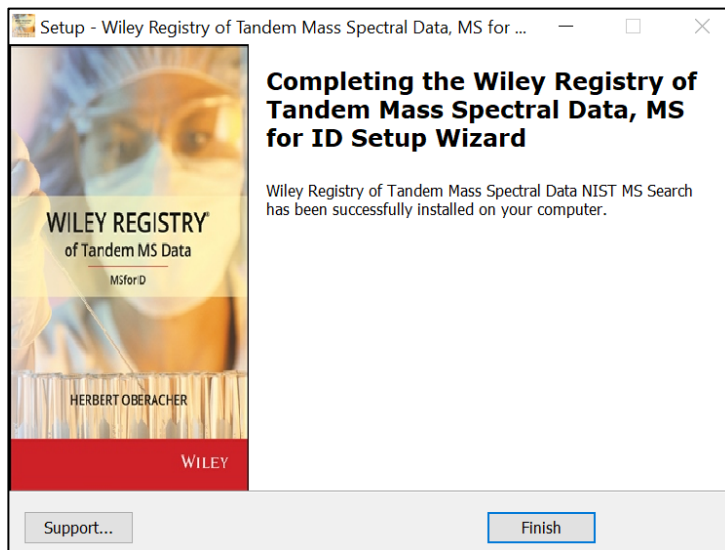 Setup - Wiley Registry of Tandem Mass Spectral Data, MS for ...
WILEY REGISTRY®
of Tandem MS Data
MSforID
HERBERT OBERACHER
WILEY
Completing the Wiley Registry of
Tandem Mass Spectral Data, MS
for ID Setup Wizard
Wiley Registry of Tandem Mass Spectral Data NIST MS Search
has been successfully installed on your computer.
Support...
Finish